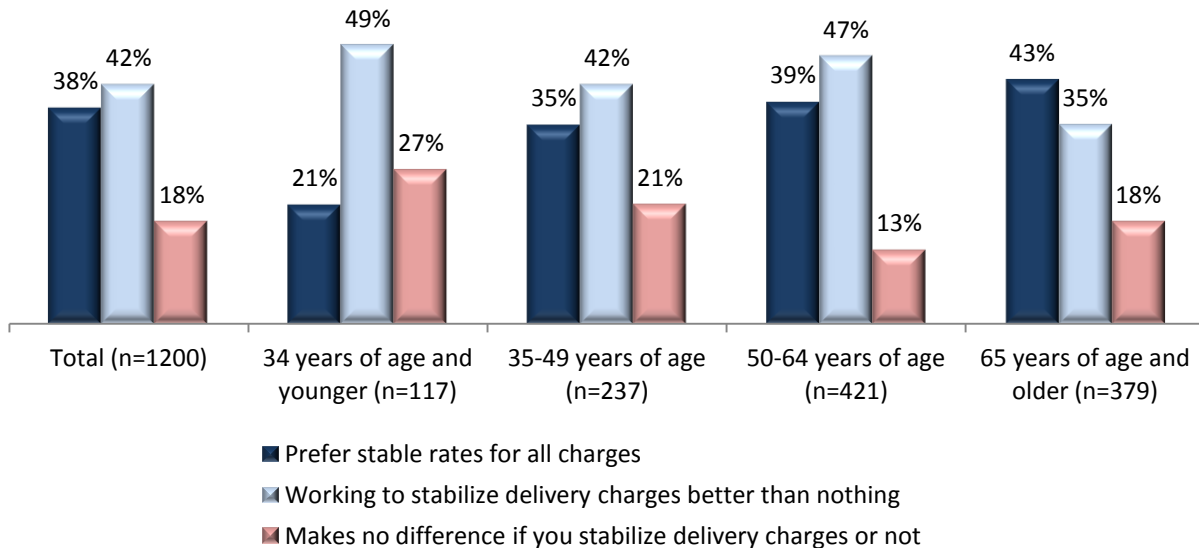 38%
42%
18%
21%
49%
27%
35%
42%
21%
39%
47%
13%
43%
35%
18%
Total (n=1200)
34 years of age and
younger (n=117)
35-49 years of age
(n=237)
50-64 years of age
(n=421)
65 years of age and
older (n=379)
Prefer stable rates for all charges
Working to stabilize delivery charges better than nothing
Makes no difference if you stabilize delivery charges or not